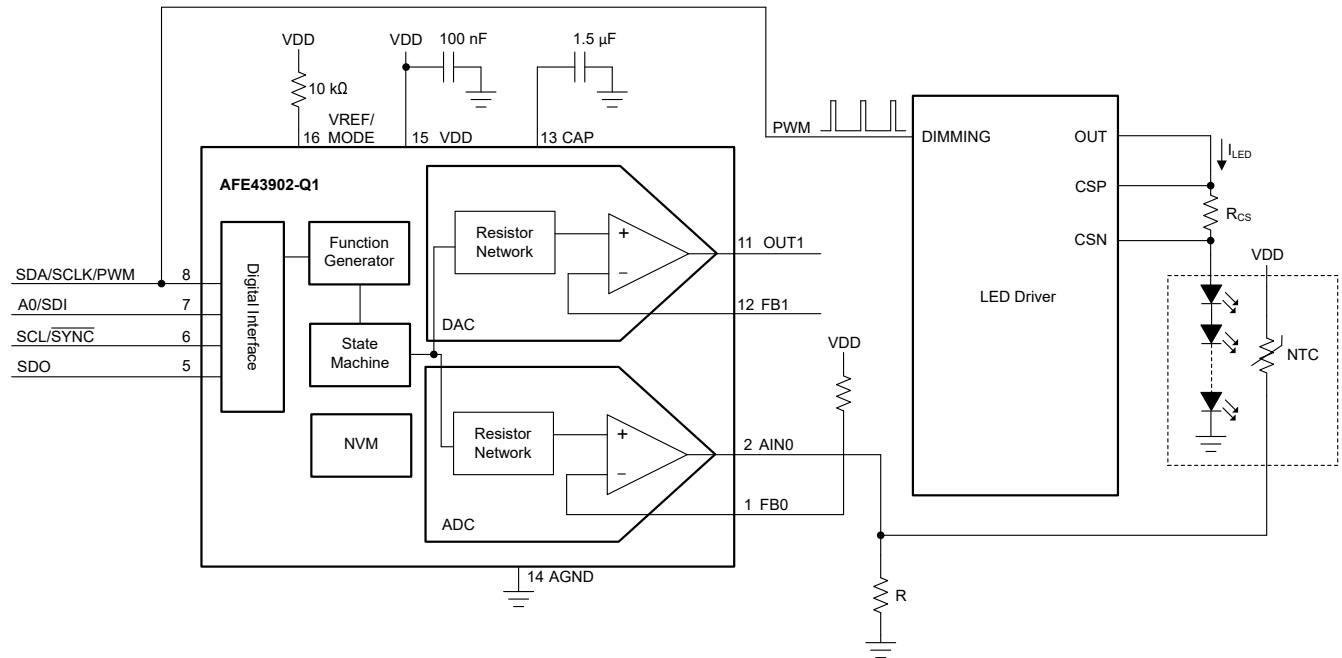 VDD
10 kΩ
VDD
100 nF
1.5 µF
16 VREF/
MODE
15 VDD
13 CAP
AFE43902-Q1
SDA/SCLK/PWM 8
A0/SDI 7
SCL/SYNC 6
SDO 5
Digital Interface
Function
Generator
State
Machine
NVM
Resistor
Network
+
−
DAC
11 OUT1
12 FB1
Resistor
Network
+
−
ADC
VDD
2 AIN0
1 FB0
14 AGND
R
PWM
DIMMING
OUT
CSP
CSN
LED Driver
ILED
RCS
VDD
NTC